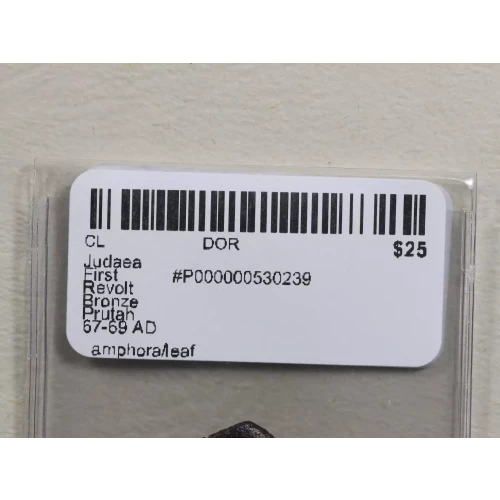 CL DOR $25
Judaea
First #P000000530239
Revolt
Bronze
Prutah
67-69 AD
amphora/leaf